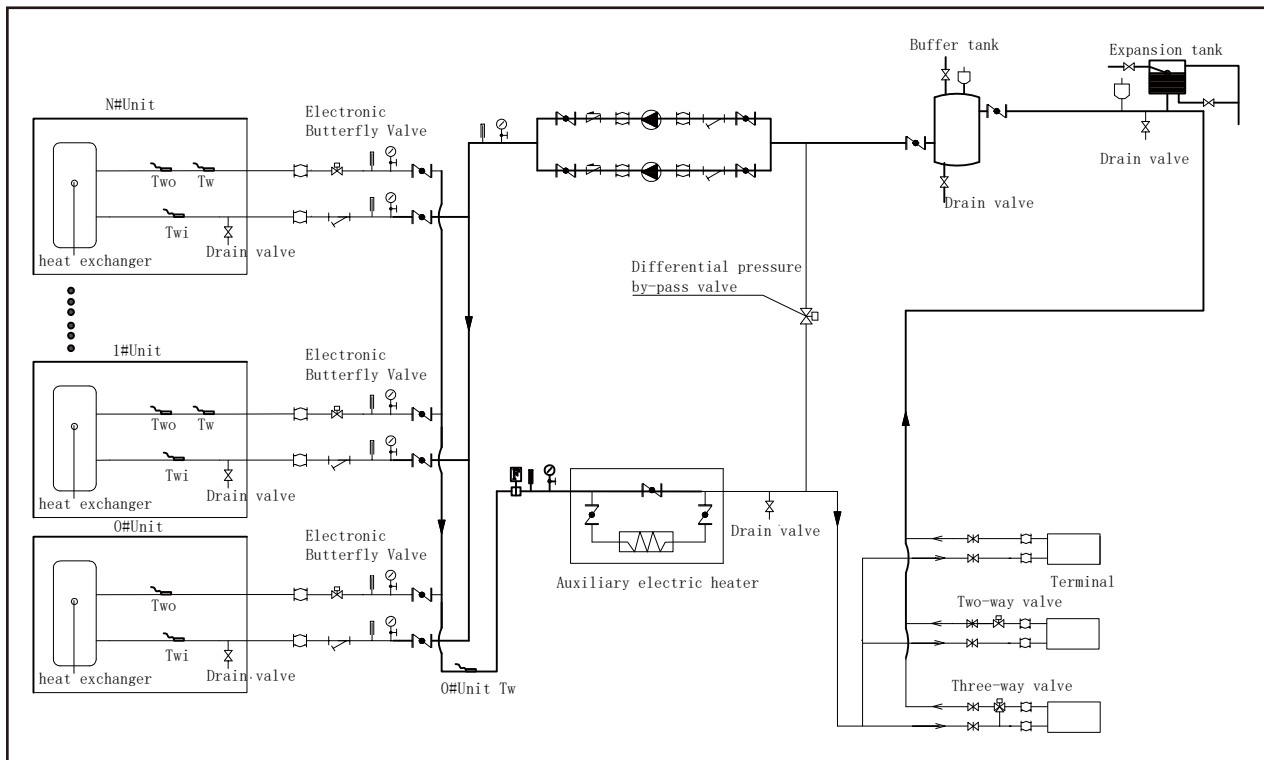 Buffer tank
Expansion tank
N#Unit
Electronic
Butterfly Valve
Drain valve
Two
Tw
Drain valve
Twi
Drain valve
heat exchanger
Differential pressure
by-pass valve
1#Unit
Electronic
Butterfly Valve
Two
Tw
Twi
Drain valve
heat exchanger
0#Unit
Electronic
Butterfly Valve
Drain valve
Auxiliary electric heater
Terminal
Two
Two-way valve
Twi
Drain valve
heat exchanger
0#Unit Tw
Three-way valve